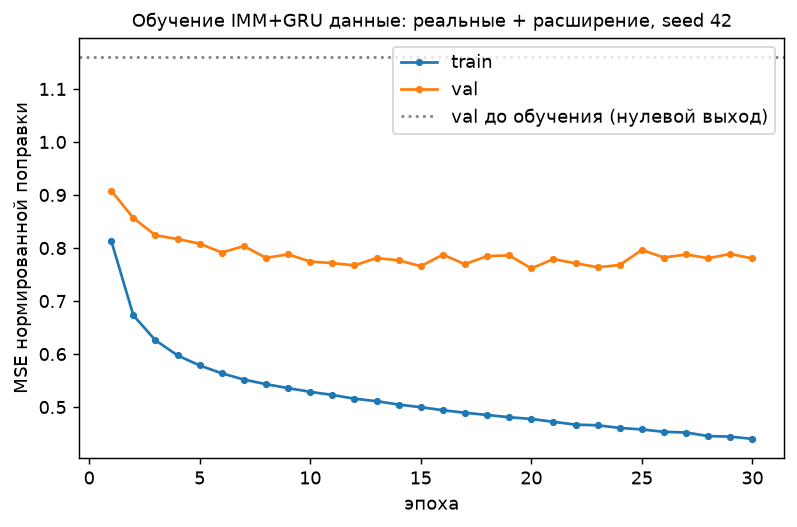 Обучение IMM+GRU данные: реальные + расширение, seed 42
MSE нормированной поправки
1.1
1.0
0.9
0.8
0.7
0.6
0.5
train
val
val до обучения (нулевой выход)
0
5
10
15
20
25
30
эпоха